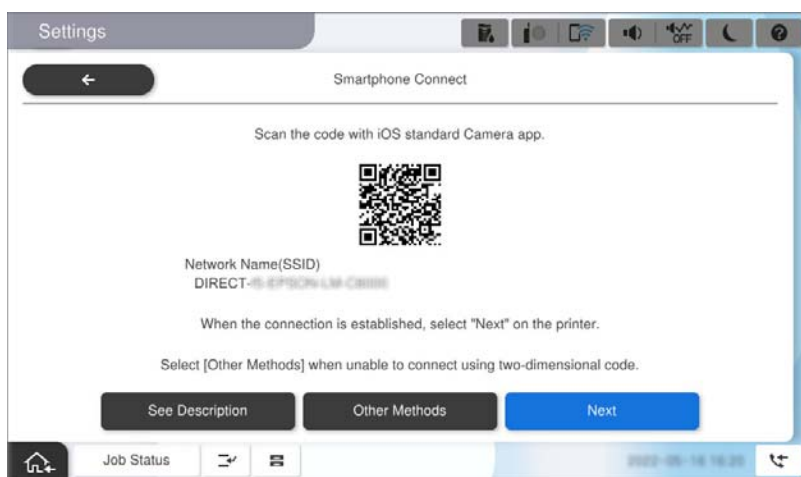 Settings
OFF
Smartphone Connect
Scan the code with iOS standard Camera app.
Network Name(SSID)
DIRECT-
When the connection is established, select "Next" on the printer.
Select [Other Methods] when unable to connect using two-dimensional code.
See Description
Other Methods
Next
Job Status